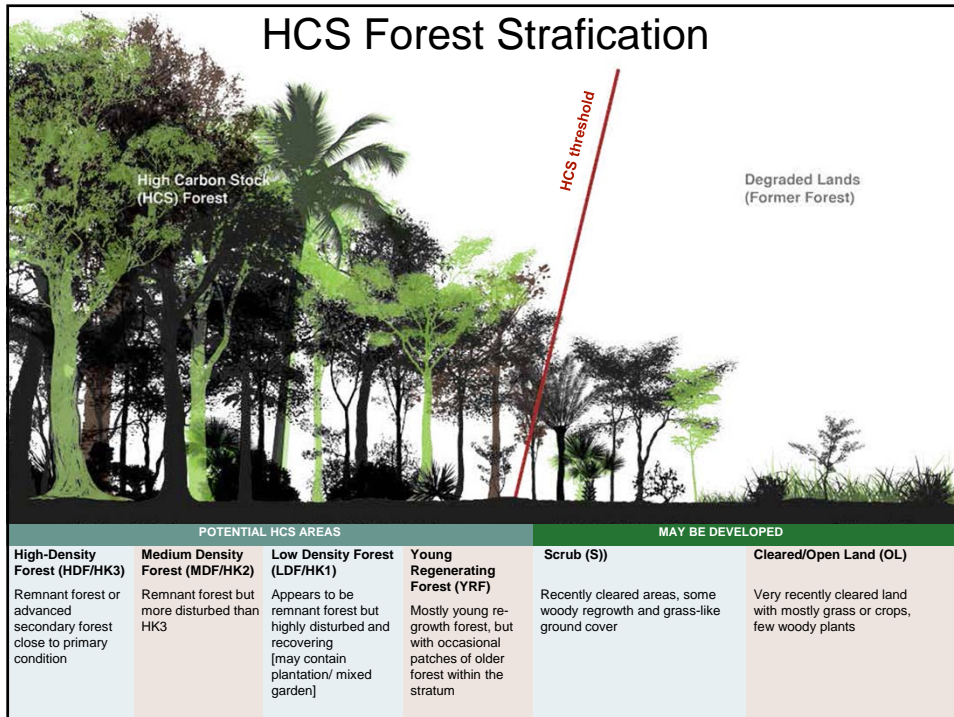 HCS Forest Strafication
HCS threshold
High Carbon Stock
(HCS) Forest
Degraded Lands
(Former Forest)
POTENTIAL HCS AREAS
MAY BE DEVELOPED
High-Density
Forest (HDF/HK3)
Remnant forest or
advanced
secondary forest
close to primary
condition
Medium Density
Forest (MDF/HK2)
Remnant forest but
more disturbed than
HK3
Low Density Forest
(LDF/HK1)
Appears to be
remnant forest but
highly disturbed and
recovering
[may contain
plantation/ mixed
garden]
Young
Regenerating
Forest (YRF)
Mostly young re-
growth forest, but
with occasional
patches of older
forest within the
stratum
Scrub (S))
Recently cleared areas, some
woody regrowth and grass-like
ground cover
Cleared/Open Land (OL)
Very recently cleared land
with mostly grass or crops,
few woody plants